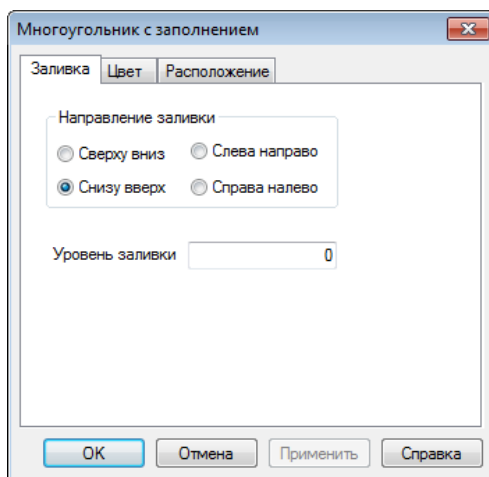 Многоугольник с заполнением
Заливка Цвет Расположение
Направление заливки
Сверху вниз Слева направо
Снизу вверх Справа налево
Уровень заливки 0
OK Отмена Применить Справка